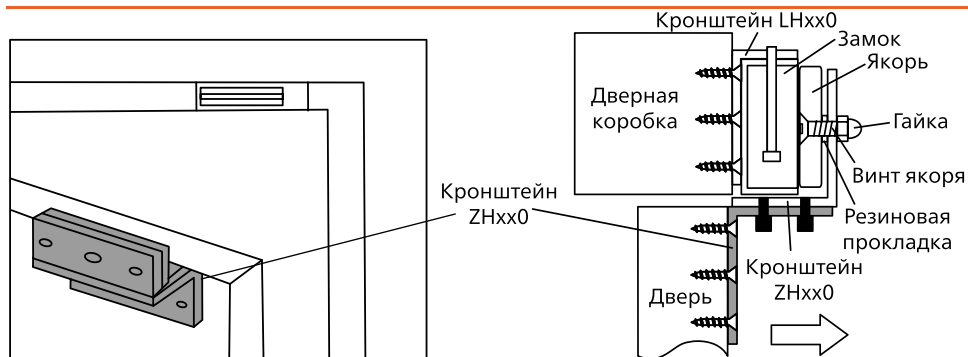 Кронштейн LHxx0
Замок
Якорь
Дверная
коробка
Гайка
Винт якоря
Кронштейн
ZHxx0
Резиновая
прокладка
Кронштейн
ZHxx0
Дверь